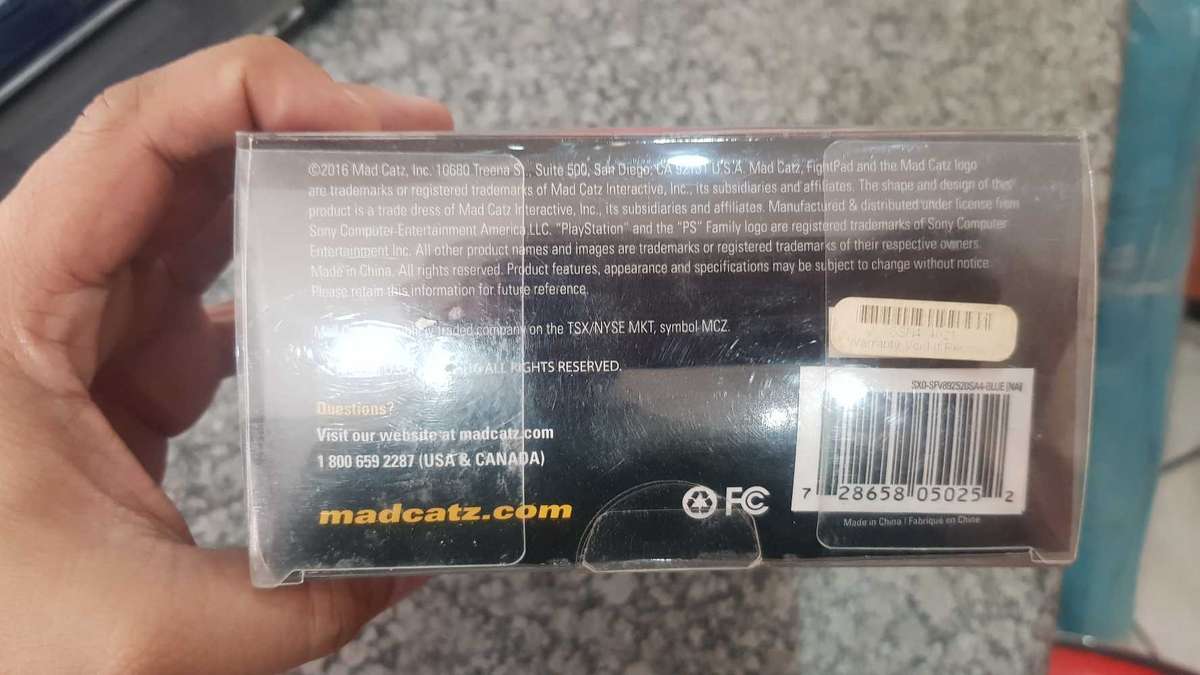 ©2016 Mad Catz, Inc. 10680 Treena St., Suite 500, San Diego, CA 92131 U.S.A. Mad Catz, FightPad and the Mad Catz logo
are trademarks or registered trademarks of Mad Catz Interactive, Inc., its subsidiaries and affiliates. The shape and design of this
product is a trade dress of Mad Catz Interactive, Inc., its subsidiaries and affiliates. Manufactured & distributed under license from
Sony Computer Entertainment America LLC. "PlayStation" and the "PS" Family logo are registered trademarks of Sony Computer
Entertainment Inc. All other product names and images are trademarks or registered trademarks of their respective owners.
Made in China. All rights reserved. Product features, appearance and specifications may be subject to change without notice.
Please retain this information for future reference.
traded company on the TSX/NYSE MKT, symbol MCZ.
ALL RIGHTS RESERVED.
Questions?
Visit our website at madcatz.com
1 800 659 2287 (USA & CANADA)
madcatz.com
FC
Warranty Void if
SX0-SFV892520SA4-BLUE [NA]
7 28658 05025 2
Made in China | Fabriqué en Chine